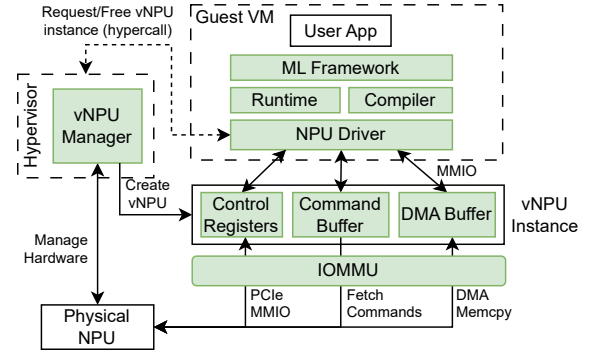 Request/Free vNPU
instance (hypercall)
Guest VM
User App
ML Framework
Runtime
Compiler
NPU Driver
Hypervisor
vNPU
Manager
MMIO
Create
vNPU
Control
Registers
Command
Buffer
DMA Buffer
vNPU
Instance
Manage
Hardware
IOMMU
PCIe
MMIO
Fetch
Commands
DMA
Memcpy
Physical
NPU